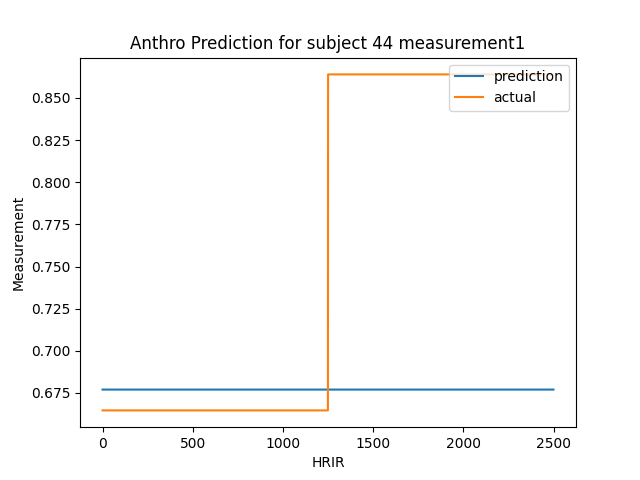 Anthro Prediction for subject 44 measurement1
prediction
actual
Measurement
0.850
0.825
0.800
0.775
0.750
0.725
0.700
0.675
0 500 1000 1500 2000 2500
HRIR